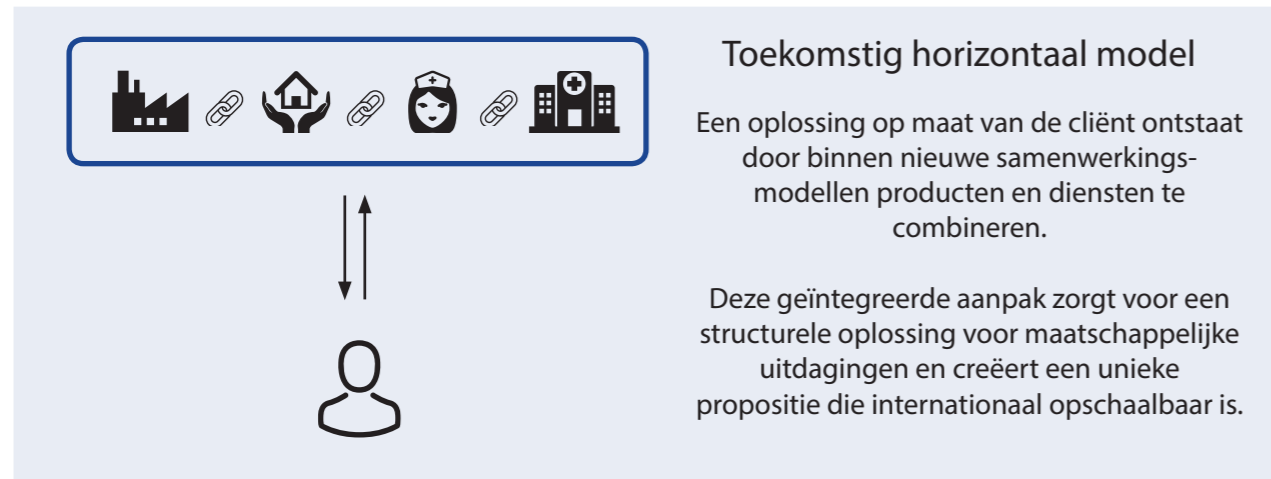 Toekomstig horizontaal model
Een oplossing op maat van de cliënt ontstaat
door binnen nieuwe samenwerkings-
modellen producten en diensten te
combineren.
Deze geïntegreerde aanpak zorgt voor een
structurele oplossing voor maatschappelijke
uitdagingen en creëert een unieke
propositie die internationaal opschaalbaar is.